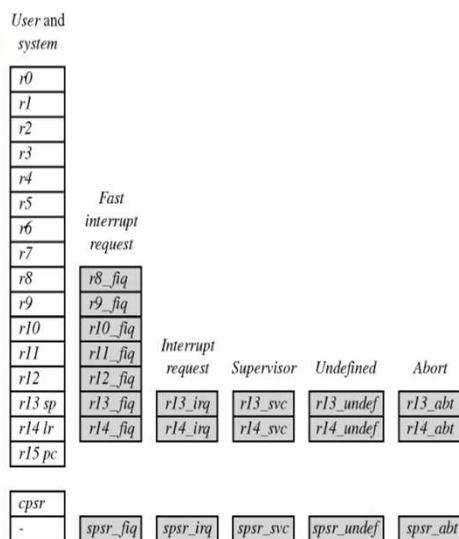 User and
system
r0
r1
r2
r3
r4
r5
r6
r7
r8
r9
r10
r11
r12
r13 sp
r14 lr
r15 pc
cpsr
-
Fast
interrupt
request
r8_fiq
r9_fiq
r10_fiq
r11_fiq
r12_fiq
r13_fiq
r14_fiq
spsr_fiq
Interrupt
request
r13_irq
r14_irq
spsr_irq
Supervisor
r13_svc
r14_svc
spsr_svc
Undefined
r13_undef
r14_undef
spsr_undef
Abort
r13_abt
r14_abt
spsr_abt